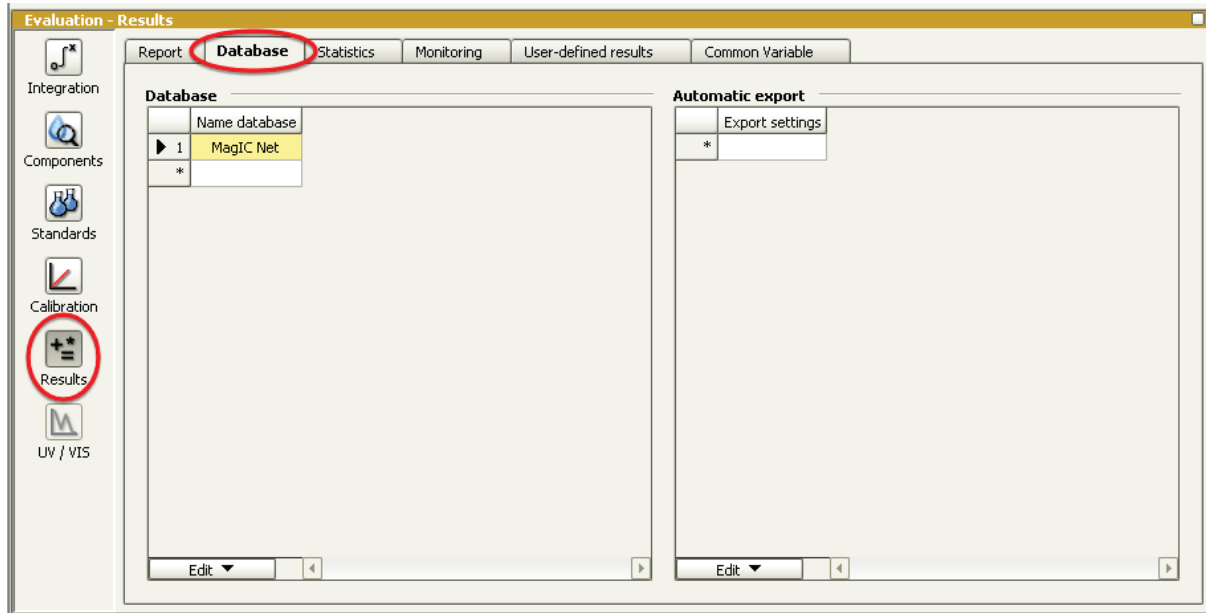 Evaluation - Results
Integration
Components
Standards
Calibration
Results
UV / VIS
Report Database Statistics Monitoring User-defined results Common Variable
Database
Name database
1 MagIC Net
*
Edit
Automatic export
Export settings
*
Edit